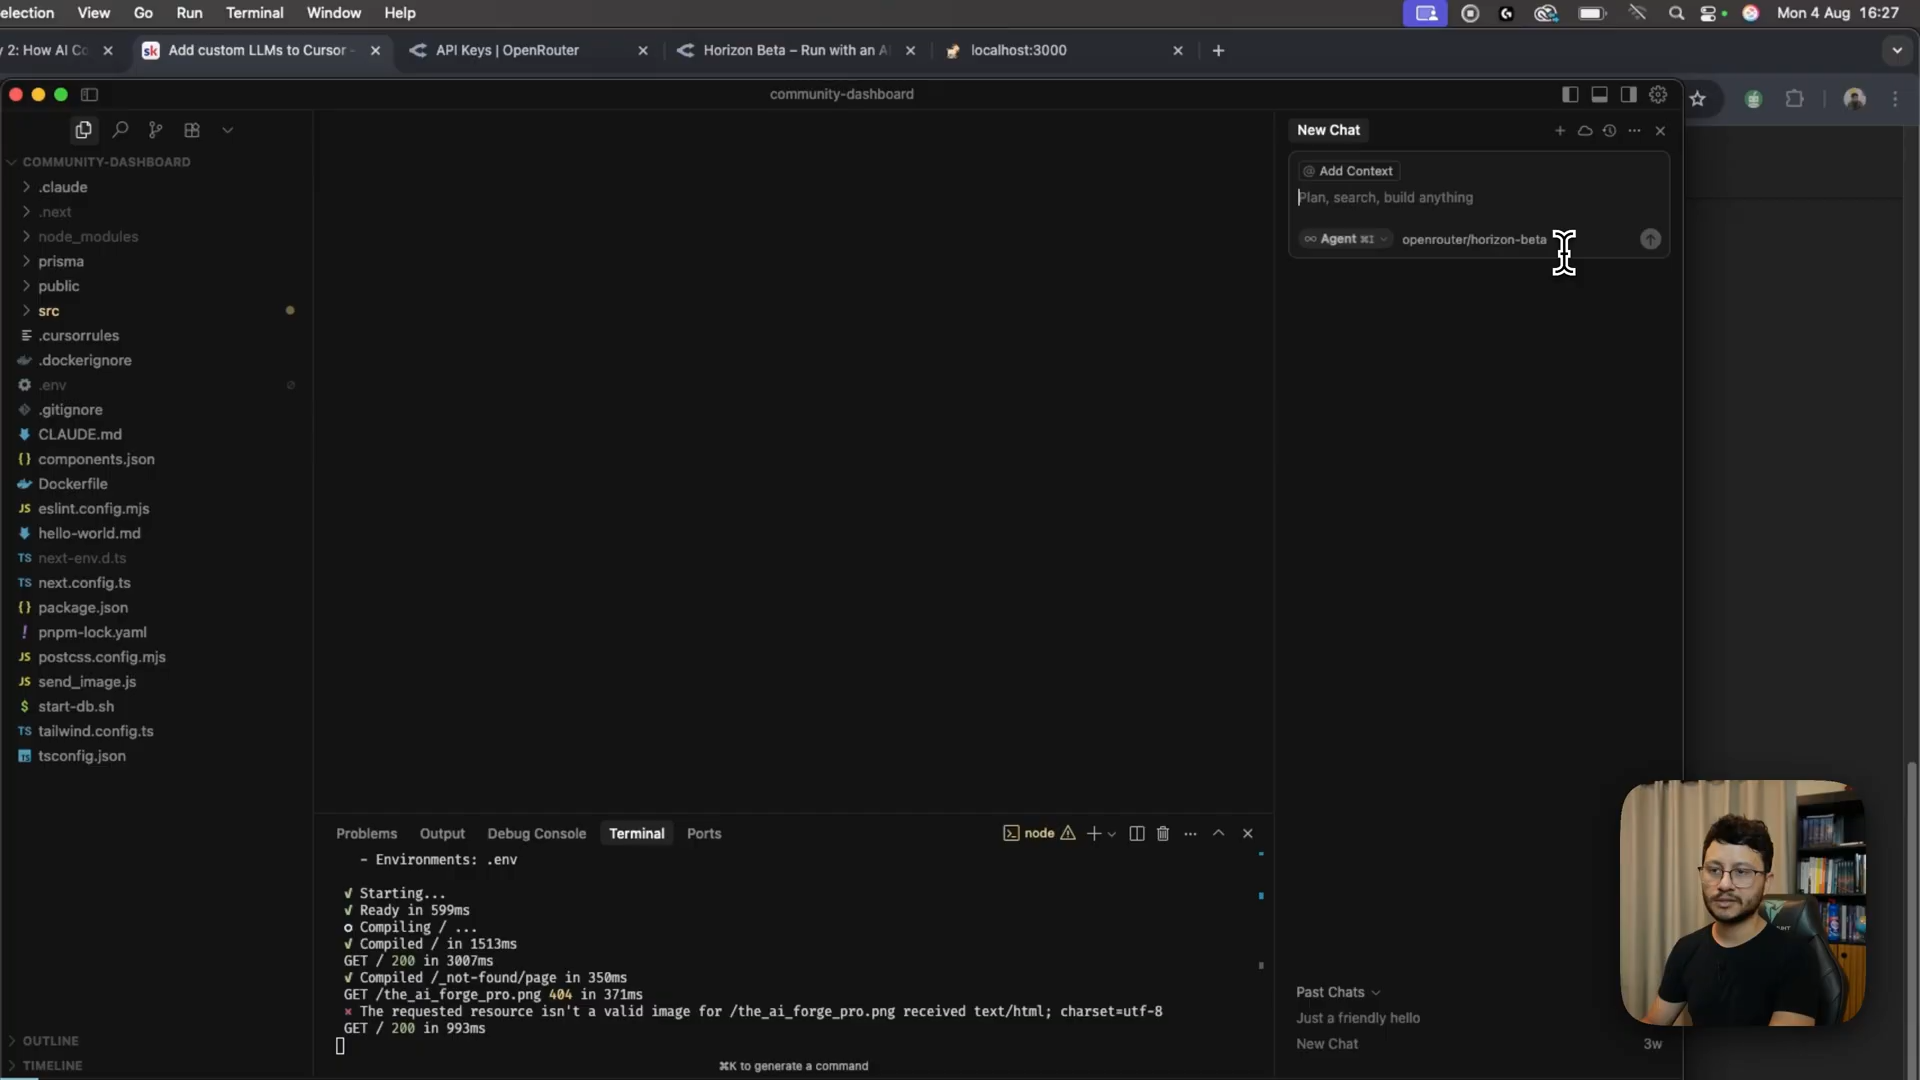 election View Go Run Terminal Window Help Mon 4 Aug 16:27
y 2: How AI Co Add custom LLMs to Cursor - API Keys | OpenRouter Horizon Beta – Run with an A localhost:3000
community-dashboard
COMMUNITY-DASHBOARD
.claude
.next
node_modules
prisma
public
src
.cursorrules
.dockerignore
.env
.gitignore
CLAUDE.md
components.json
Dockerfile
JS eslint.config.mjs
hello-world.md
TS next-env.d.ts
TS next.config.ts
{} package.json
! pnpm-lock.yaml
JS postcss.config.mjs
JS send_image.js
$ start-db.sh
TS tailwind.config.ts
tsconfig.json
OUTLINE
TIMELINE
Problems Output Debug Console Terminal Ports node
- Environments: .env
✓ Starting...
✓ Ready in 599ms
○ Compiling / ...
✓ Compiled / in 1513ms
GET / 200 in 3007ms
✓ Compiled /_not-found/page in 350ms
GET /the_ai_forge_pro.png 404 in 371ms
⨯ The requested resource isn't a valid image for /the_ai_forge_pro.png received text/html; charset=utf-8
GET / 200 in 993ms
⌘K to generate a command
New Chat
@ Add Context
Plan, search, build anything
∞ Agent ⌘I openrouter/horizon-beta
Past Chats
Just a friendly hello
New Chat 3w